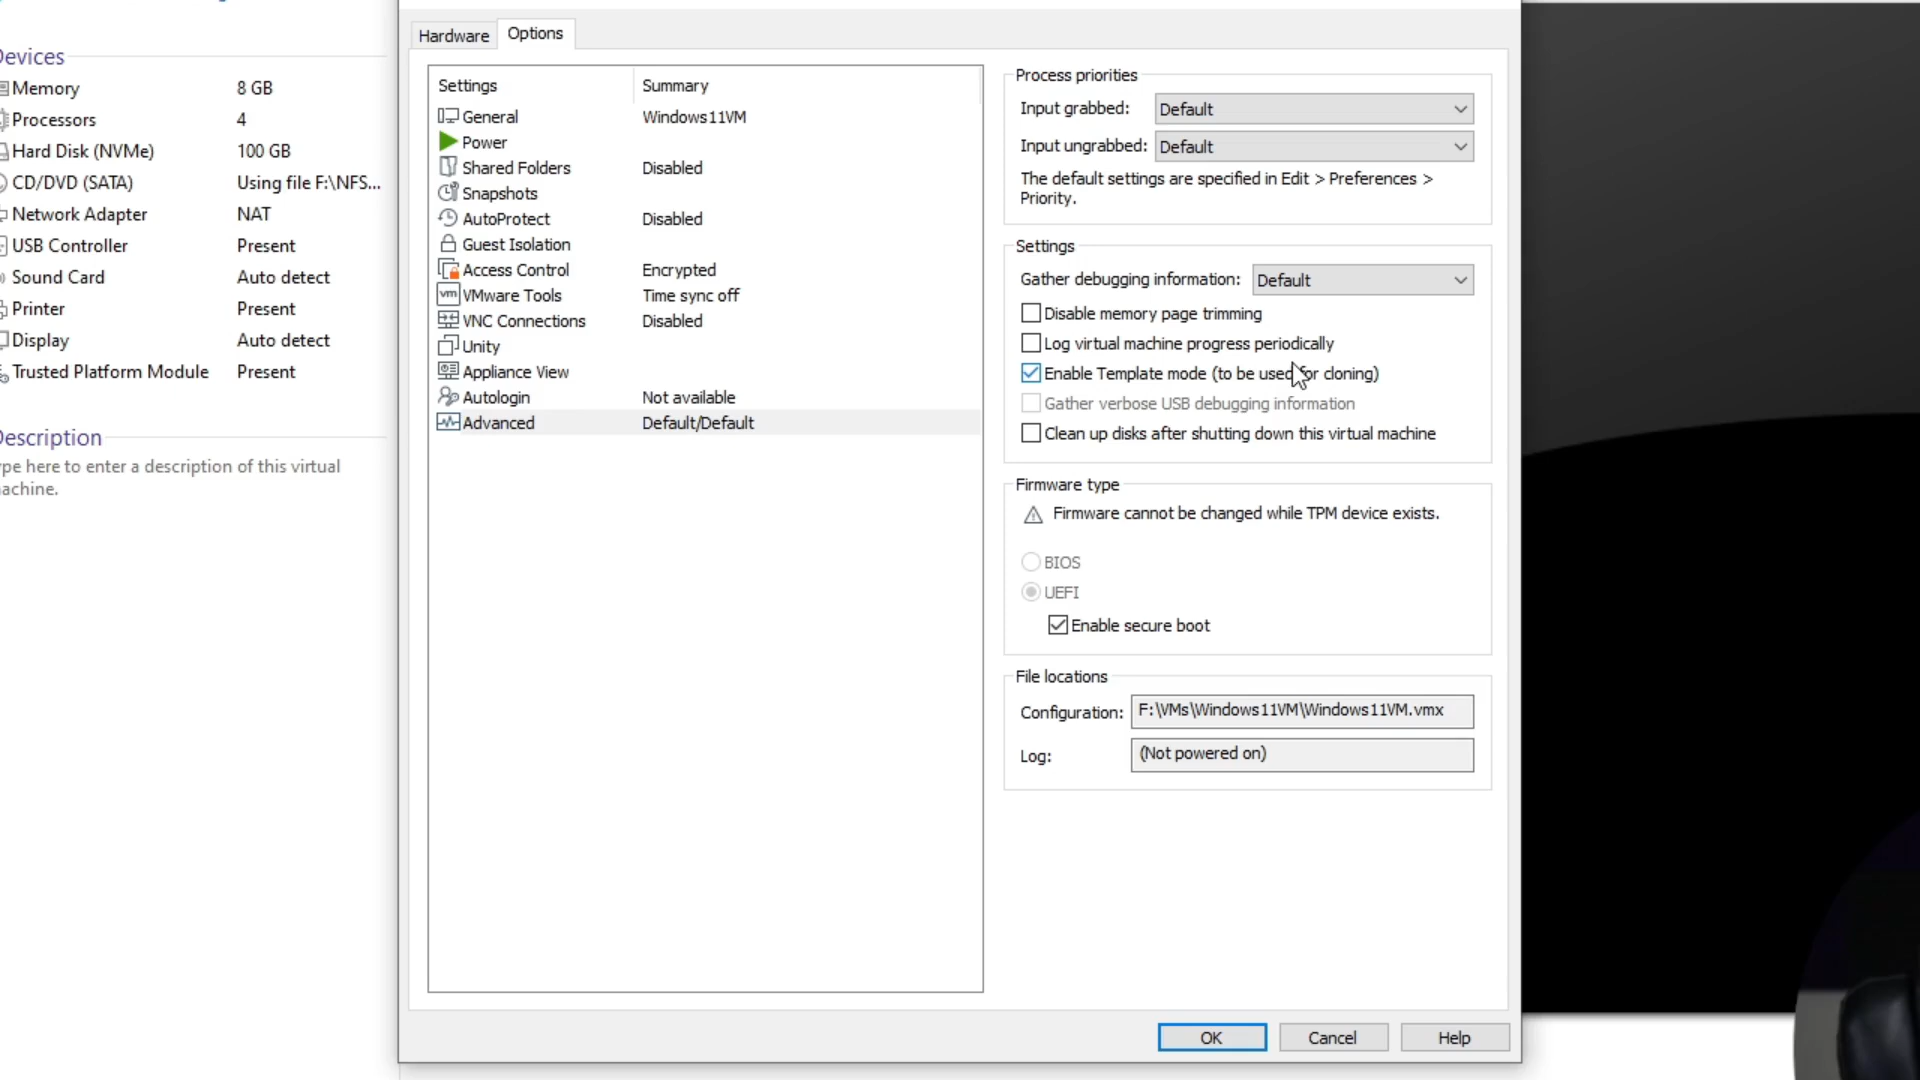 Hardware
Options
Devices
Memory 8 GB
Processors 4
Hard Disk (NVMe) 100 GB
CD/DVD (SATA) Using file F:\NFS...
Network Adapter NAT
USB Controller Present
Sound Card Auto detect
Printer Present
Display Auto detect
Trusted Platform Module Present
Description
ype here to enter a description of this virtual
achine.
Settings Summary
General Windows11VM
Power
Shared Folders Disabled
Snapshots
AutoProtect Disabled
Guest Isolation
Access Control Encrypted
vm VMware Tools Time sync off
VNC Connections Disabled
Unity
Appliance View
Autologin Not available
Advanced Default/Default
Process priorities
Input grabbed: Default
Input ungrabbed: Default
The default settings are specified in Edit > Preferences >
Priority.
Settings
Gather debugging information: Default
Disable memory page trimming
Log virtual machine progress periodically
Enable Template mode (to be used for cloning)
Gather verbose USB debugging information
Clean up disks after shutting down this virtual machine
Firmware type
Firmware cannot be changed while TPM device exists.
BIOS
UEFI
Enable secure boot
File locations
Configuration: F:\VMs\Windows11VM\Windows11VM.vmx
Log: (Not powered on)
OK
Cancel
Help